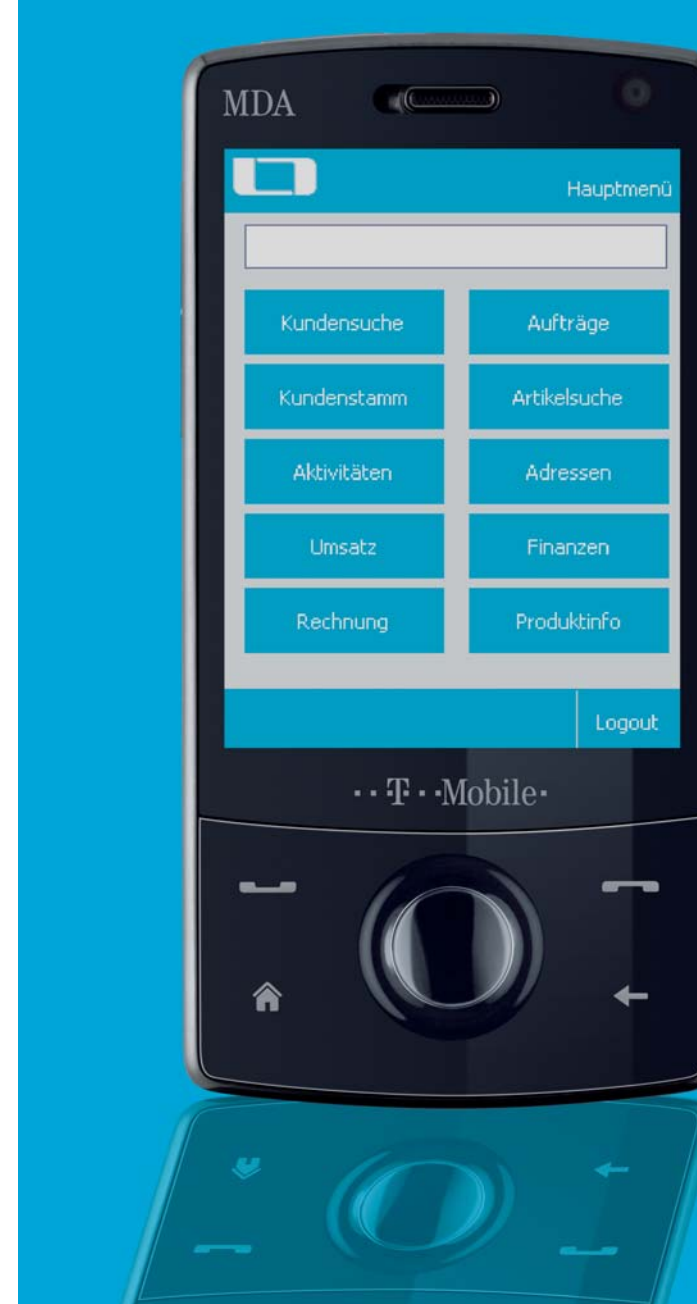 MDA
Hauptmenü
Kundensuche Aufträge
Kundenstamm Artikelsuche
Aktivitäten Adressen
Umsatz Finanzen
Rechnung Produktinfo
Logout
··T··Mobile·